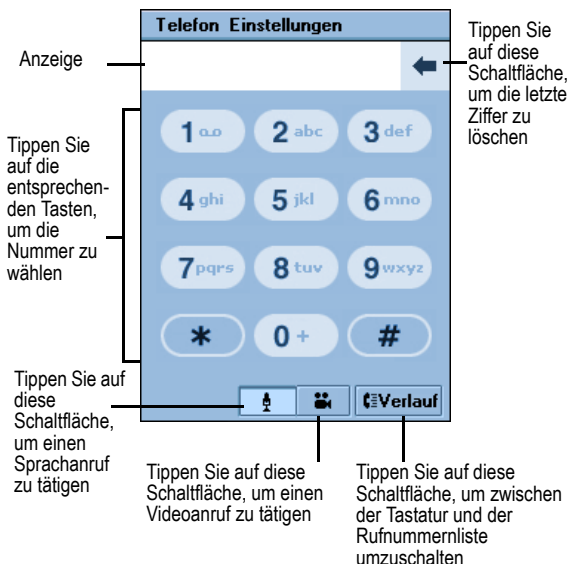 Telefon Einstellungen
Anzeige
Tippen Sie
auf diese
Schaltfläche,
um die letzte
Ziffer zu
löschen
Tippen Sie
auf die
entsprechen-
den Tasten,
um die
Nummer zu
wählen
1
2 abc
3 def
4 ghi
5 jkl
6 mno
7 pqrs
8 tuv
9 wxyz
*
0 +
#
Verlauf
Tippen Sie auf
diese
Schaltfläche,
um einen
Sprachanruf
zu tätigen
Tippen Sie auf diese
Schaltfläche, um einen
Videoanruf zu tätigen
Tippen Sie auf diese
Schaltfläche, um zwischen
der Tastatur und der
Rufnummernliste
umzuschalten